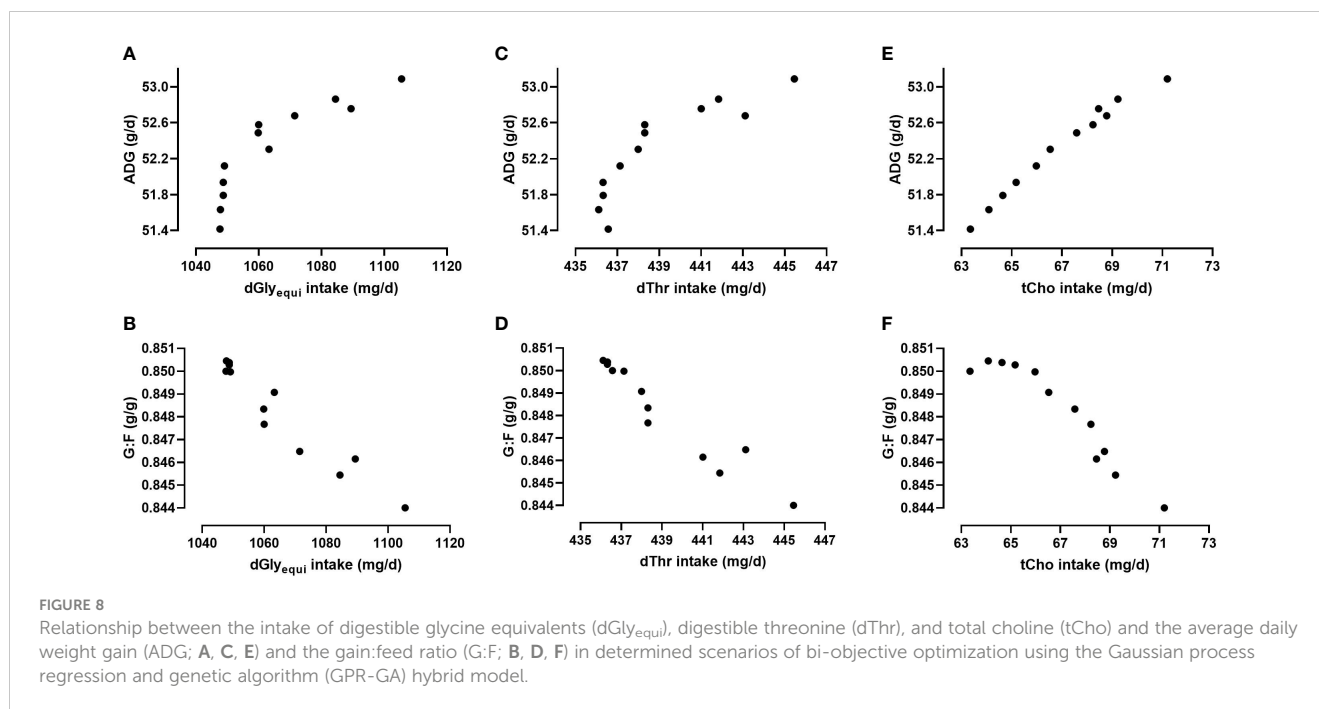 A
53.0
52.6
52.2
51.8
51.4
ADG (g/d)
1040 1060 1080 1100 1120
dGlyequi intake (mg/d)
C
53.0
52.6
52.2
51.8
51.4
ADG (g/d)
435 437 439 441 443 445 447
dThr intake (mg/d)
E
53.0
52.6
52.2
51.8
51.4
ADG (g/d)
63 65 67 69 71 73
tCho intake (mg/d)
B
0.851
0.850
0.849
0.848
0.847
0.846
0.845
0.844
G:F (g/g)
1040 1060 1080 1100 1120
dGlyequi intake (mg/d)
D
0.851
0.850
0.849
0.848
0.847
0.846
0.845
0.844
G:F (g/g)
435 437 439 441 443 445 447
dThr intake (mg/d)
F
0.851
0.850
0.849
0.848
0.847
0.846
0.845
0.844
G:F (g/g)
63 65 67 69 71 73
tCho intake (mg/d)
FIGURE 8
Relationship between the intake of digestible glycine equivalents (dGlyequi), digestible threonine (dThr), and total choline (tCho) and the average daily
weight gain (ADG; A, C, E) and the gain:feed ratio (G:F; B, D, F) in determined scenarios of bi-objective optimization using the Gaussian process
regression and genetic algorithm (GPR-GA) hybrid model.